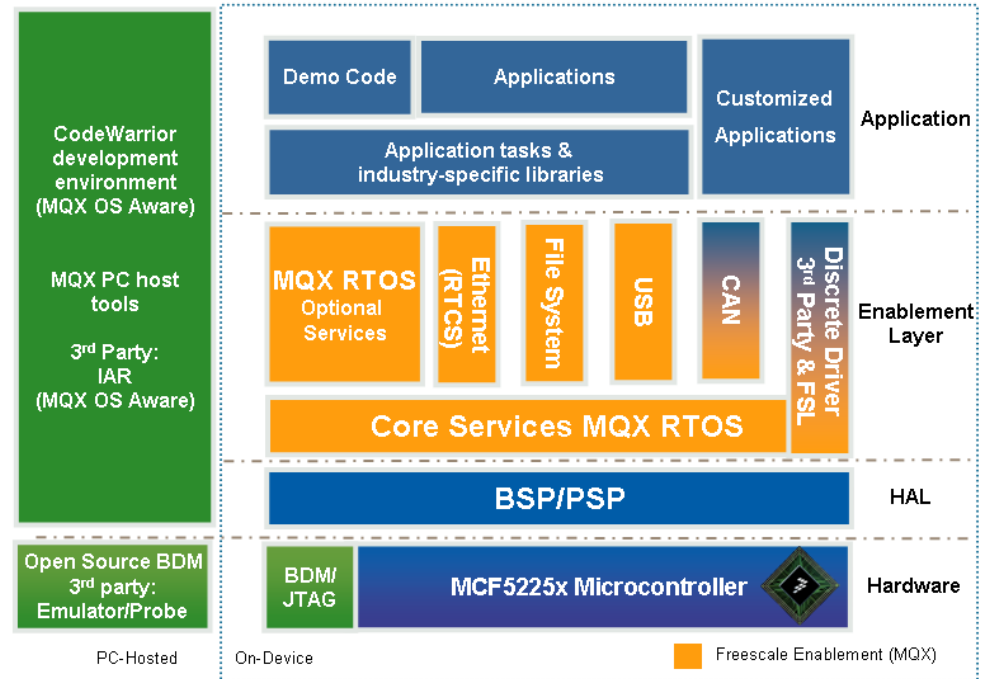 CodeWarrior
development
environment
(MQX OS Aware)
MQX PC host
tools
3rd Party:
IAR
(MQX OS Aware)
Open Source BDM
3rd party:
Emulator/Probe
PC-Hosted
Demo Code
Applications
Customized
Applications
Application tasks &
industry-specific libraries
Application
MQX RTOS
Optional
Services
Ethernet
(RTCS)
File System
USB
CAN
Discrete Driver
3rd Party & FSL
Enablement
Layer
Core Services MQX RTOS
BSP/PSP
HAL
BDM/
JTAG
MCF5225x Microcontroller
Hardware
On-Device
Freescale Enablement (MQX)